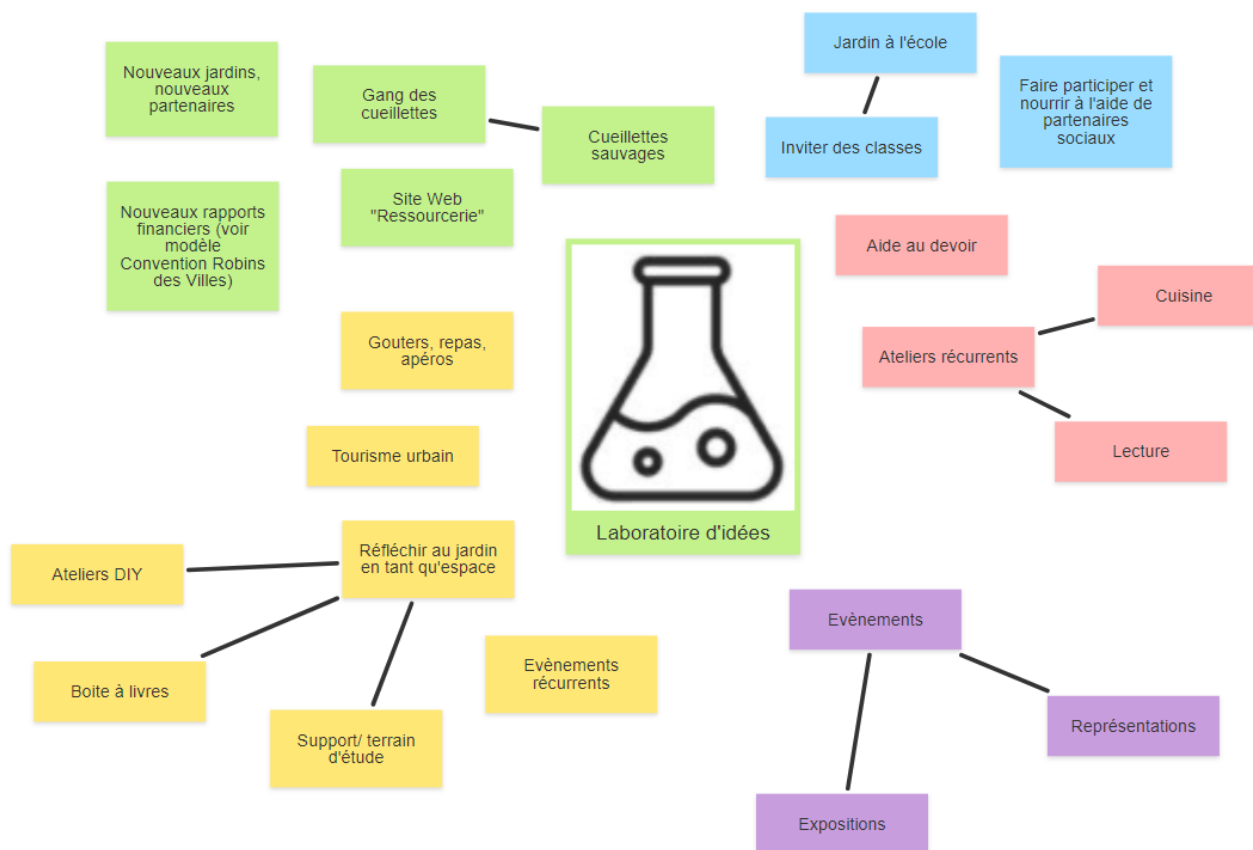 Nouveaux jardins,
nouveaux
partenaires
Gang des
cueillettes
Cueillettes
sauvages
Nouveaux rapports
financiers (voir
modèle
Convention Robins
des Villes)
Site Web
"Ressourcerie"
Jardin à l'école
Inviter des classes
Faire participer et
nourrir à l'aide de
partenaires
sociaux
Aide au devoir
Cuisine
Ateliers récurrents
Lecture
Gouters, repas,
apéros
Tourisme urbain
Laboratoire d'idées
Réfléchir au jardin
en tant qu'espace
Ateliers DIY
Boite à livres
Support/ terrain
d'étude
Evènements
récurrents
Evènements
Représentations
Expositions